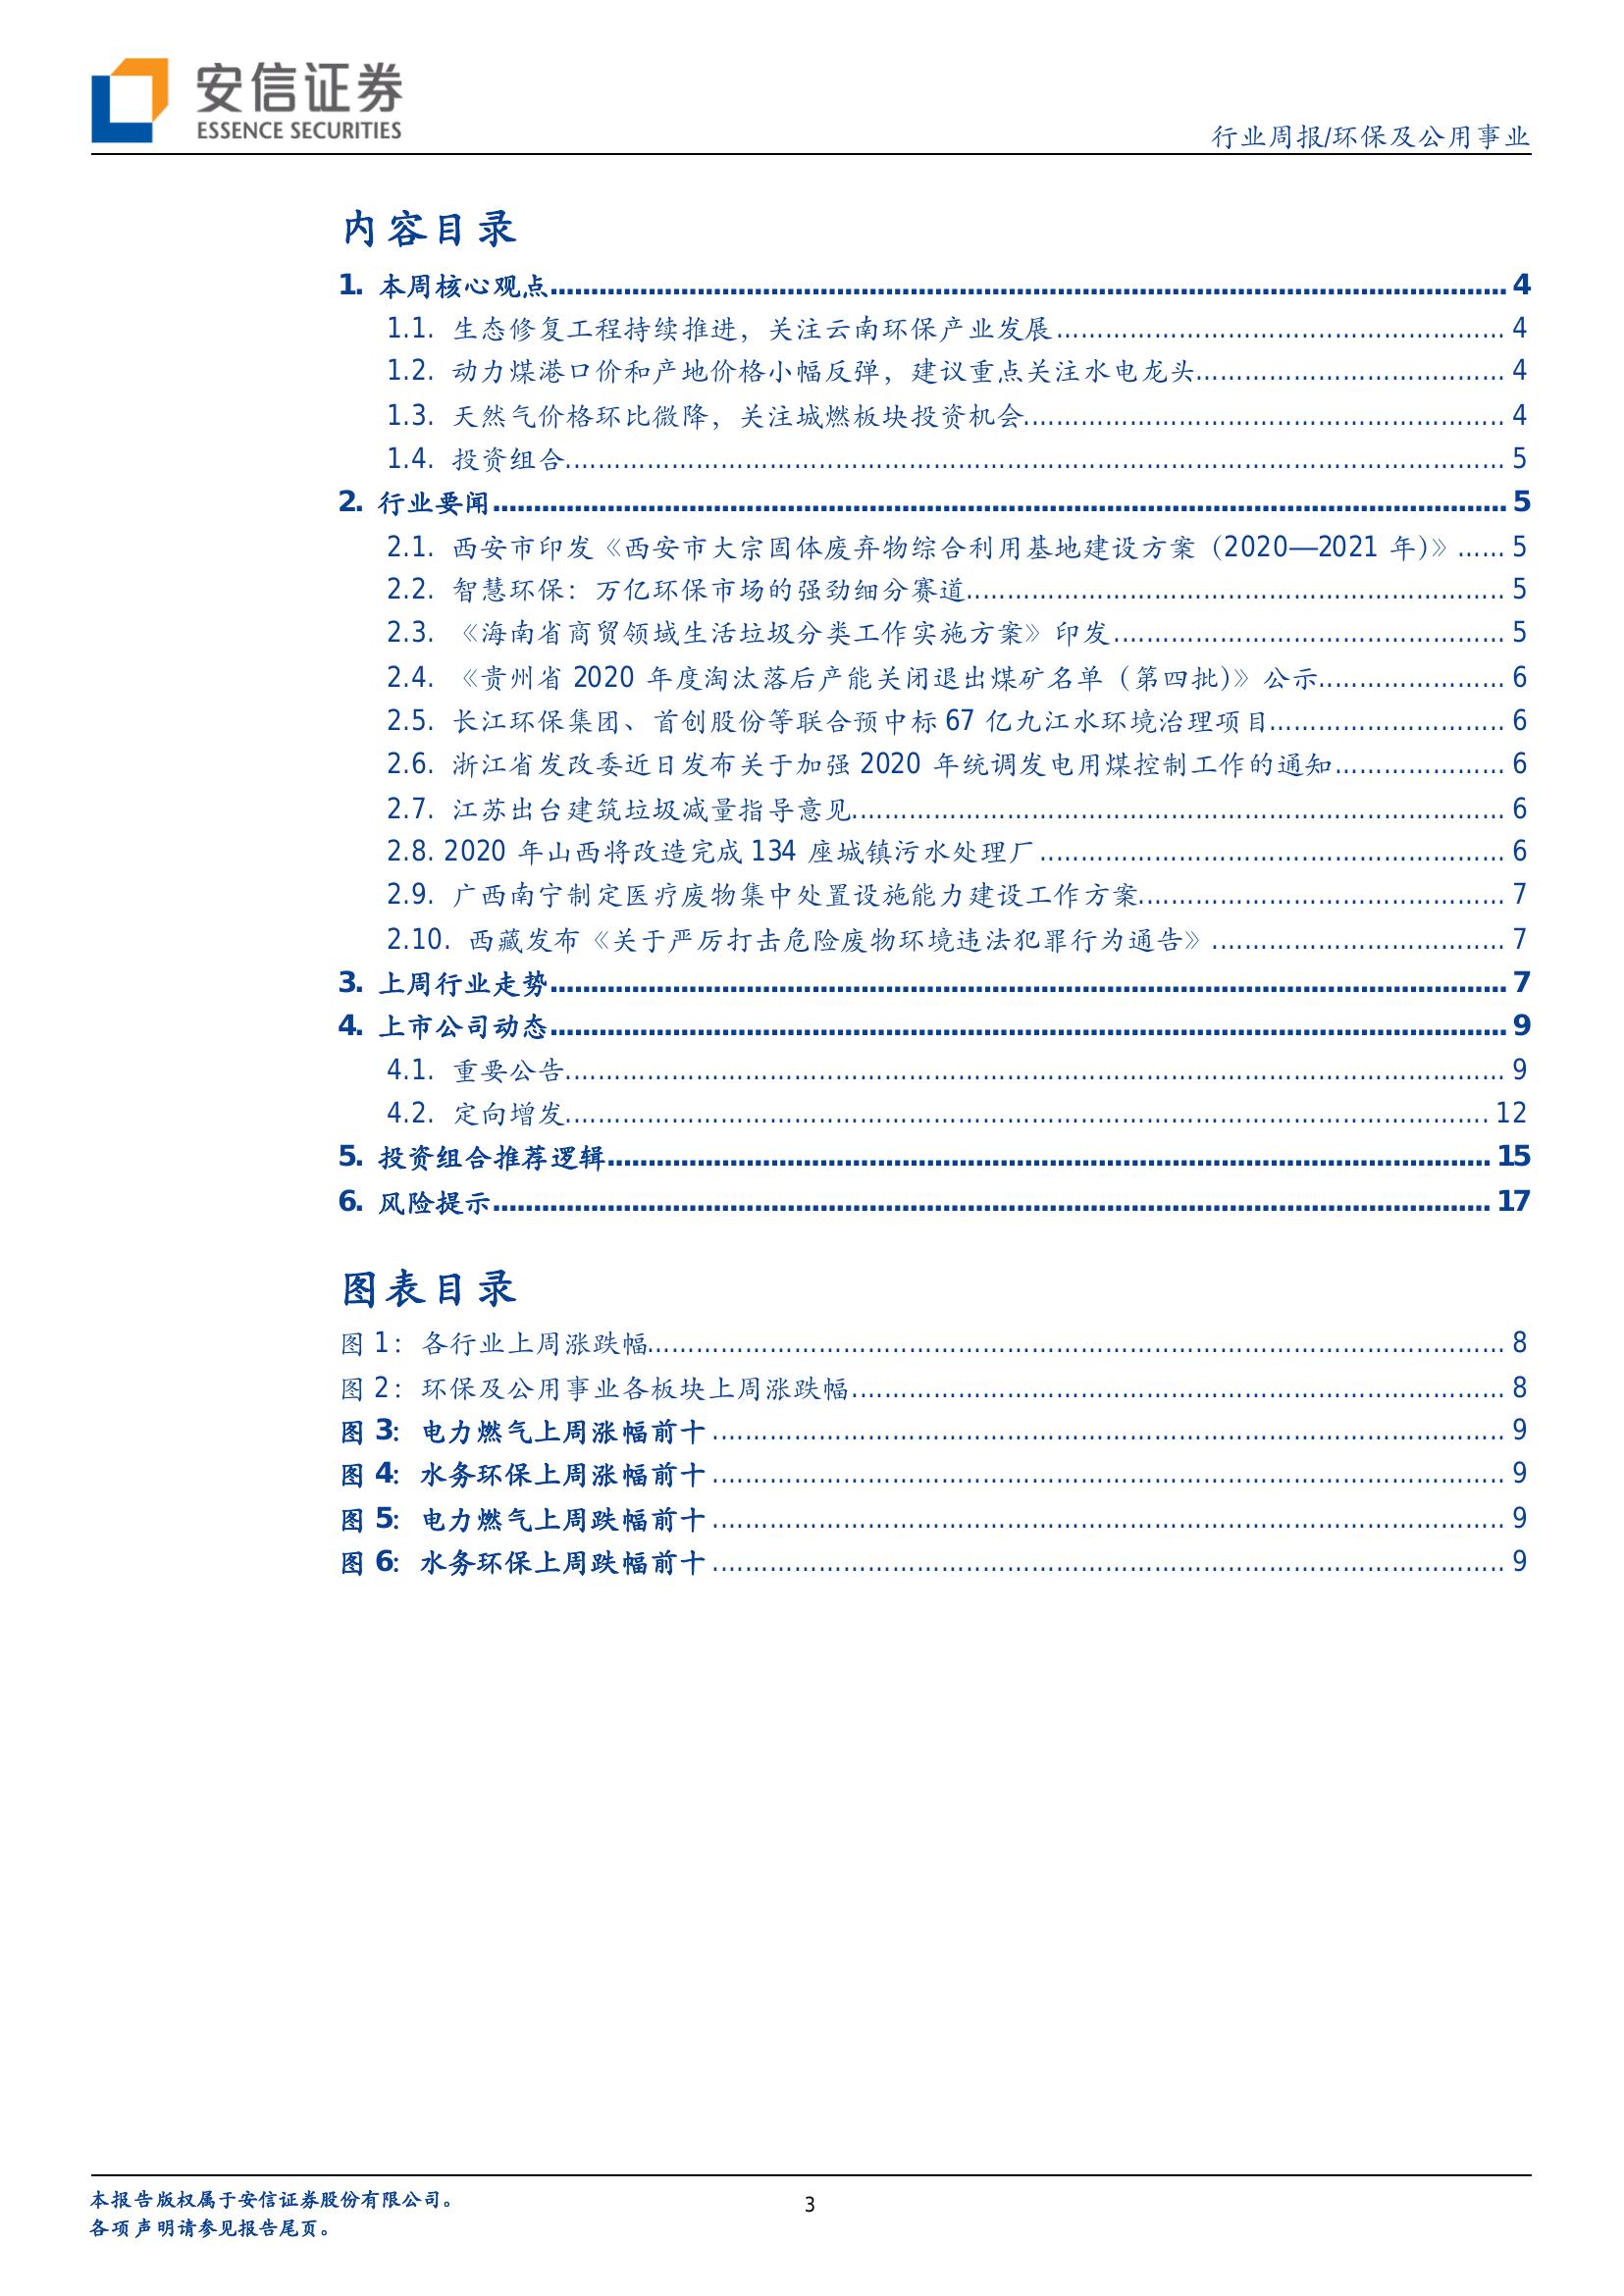 安信证券
ESSENCE SECURITIES
行业周报/环保及公用事业
内容目录
1. 本周核心观点 4
1.1. 生态修复工程持续推进，关注云南环保产业发展 4
1.2. 动力煤港口价和产地价格小幅反弹，建议重点关注水电龙头 4
1.3. 天然气价格环比微降，关注城燃板块投资机会 4
1.4. 投资组合 5
2. 行业要闻 5
2.1. 西安市印发《西安市大宗固体废弃物综合利用基地建设方案（2020—2021 年）》 5
2.2. 智慧环保：万亿环保市场的强劲细分赛道 5
2.3. 《海南省商贸领域生活垃圾分类工作实施方案》印发 5
2.4. 《贵州省 2020 年度淘汰落后产能关闭退出煤矿名单（第四批）》公示 6
2.5. 长江环保集团、首创股份等联合预中标 67 亿九江水环境治理项目 6
2.6. 浙江省发改委近日发布关于加强 2020 年统调发电用煤控制工作的通知 6
2.7. 江苏出台建筑垃圾减量指导意见 6
2.8. 2020 年山西将改造完成 134 座城镇污水处理厂 6
2.9. 广西南宁制定医疗废物集中处置设施能力建设工作方案 7
2.10. 西藏发布《关于严厉打击危险废物环境违法犯罪行为通告》 7
3. 上周行业走势 7
4. 上市公司动态 9
4.1. 重要公告 9
4.2. 定向增发 12
5. 投资组合推荐逻辑 15
6. 风险提示 17
图表目录
图 1：各行业上周涨跌幅 8
图 2：环保及公用事业各板块上周涨跌幅 8
图 3：电力燃气上周涨幅前十 9
图 4：水务环保上周涨幅前十 9
图 5：电力燃气上周跌幅前十 9
图 6：水务环保上周跌幅前十 9
本报告版权属于安信证券股份有限公司。
各项声明请参见报告尾页。
3